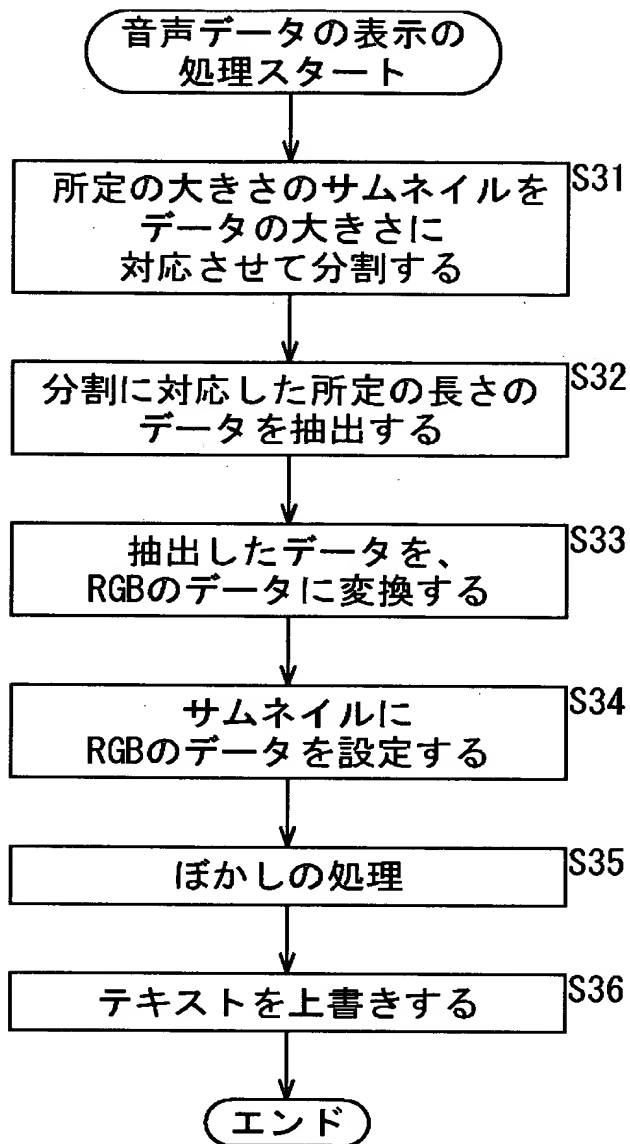 音声データの表示の
処理スタート
S31
所定の大きさのサムネイルを
データの大きさに
対応させて分割する
S32
分割に対応した所定の長さの
データを抽出する
S33
抽出したデータを、
RGBのデータに変換する
S34
サムネイルに
RGBのデータを設定する
S35
ぼかしの処理
S36
テキストを上書きする
エンド